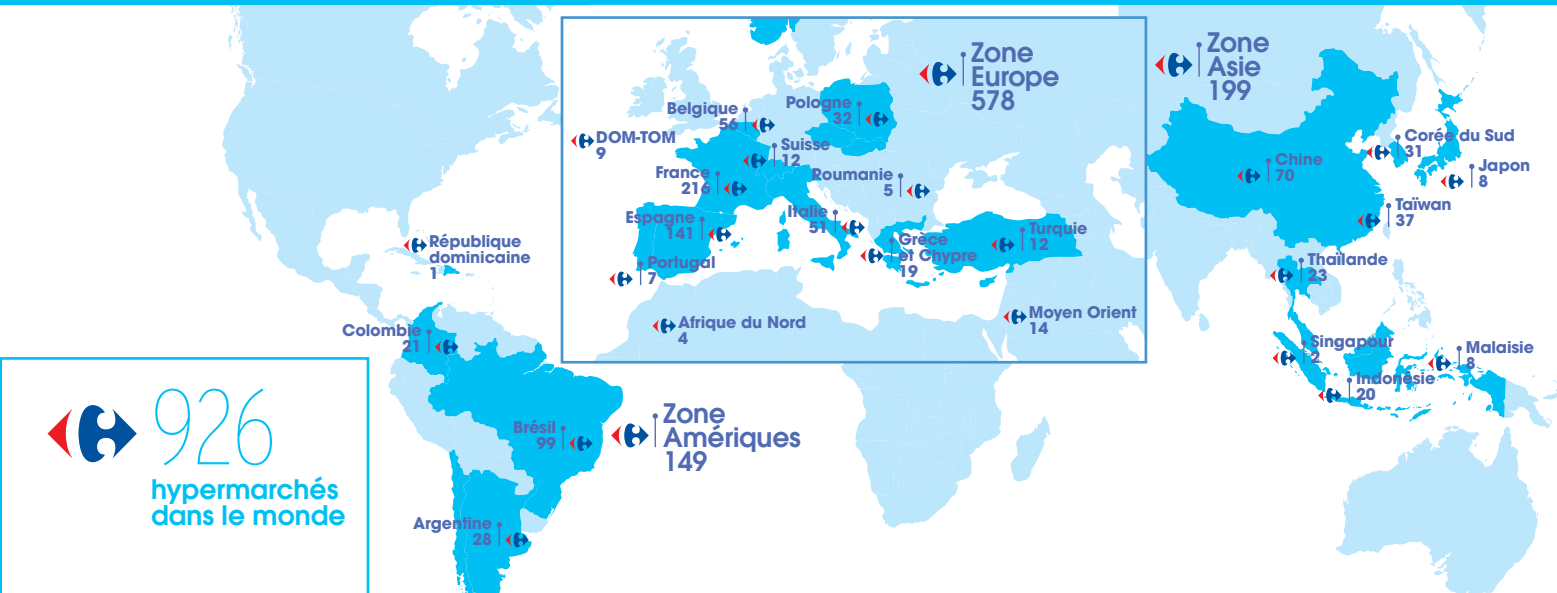 Zone
Europe
578
Zone
Asie
199
Belgique
56
Pologne
32
DOM-TOM
9
Suisse
12
France
216
Roumanie
5
Espagne
141
Italie
51
Grèce
et Chypre
19
Turquie
12
Portugal
7
Afrique du Nord
4
Moyen Orient
14
Corée du Sud
31
Chine
70
Japon
8
Taïwan
37
Thaïlande
23
Singapour
2
Malaisie
8
Indonésie
20
République
dominicaine
1
Colombie
21
Brésil
99
Zone
Amériques
149
Argentine
28
926
hypermarchés
dans le monde